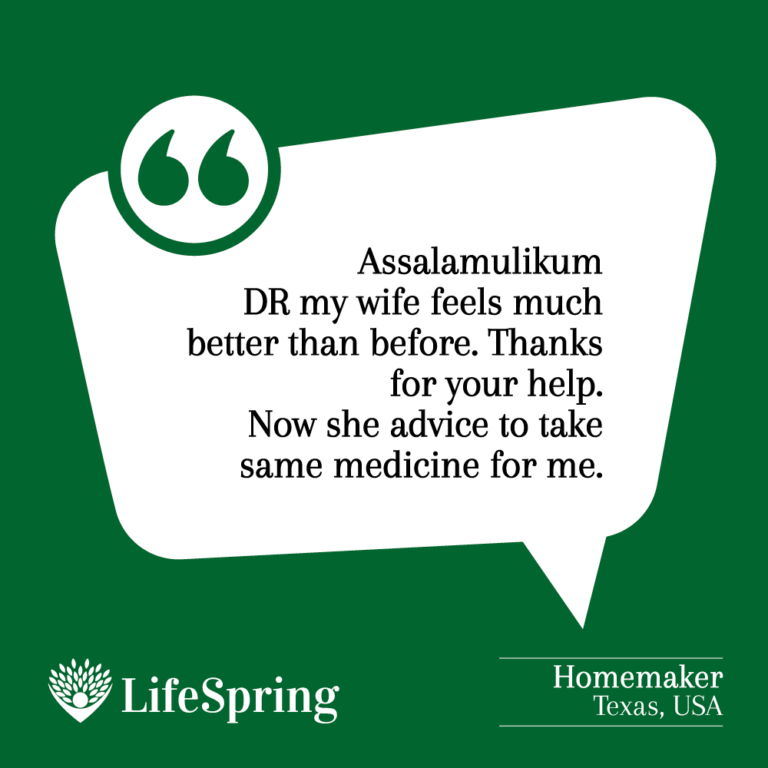 Assalamulikum
DR my wife feels much
better than before. Thanks
for your help.
Now she advice to take
same medicine for me.
LifeSpring
Homemaker
Texas, USA